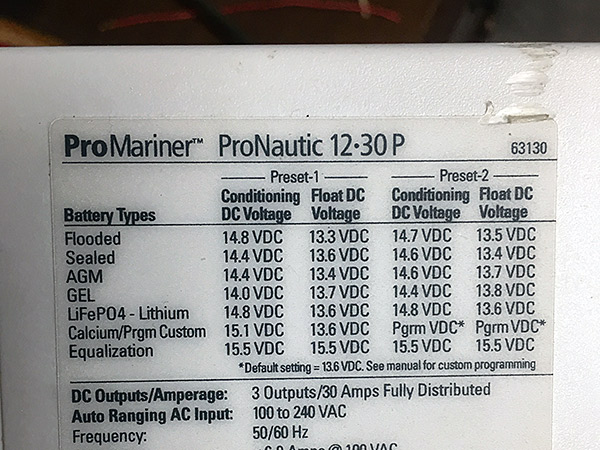 ProMariner™ ProNautic 12•30 P 63130
Preset-1 Preset-2
Conditioning Float DC Conditioning Float DC
Battery Types DC Voltage Voltage DC Voltage Voltage
Flooded 14.8 VDC 13.3 VDC 14.7 VDC 13.5 VDC
Sealed 14.4 VDC 13.6 VDC 14.6 VDC 13.4 VDC
AGM 14.4 VDC 13.4 VDC 14.6 VDC 13.7 VDC
GEL 14.0 VDC 13.7 VDC 14.4 VDC 13.8 VDC
LiFePO4 - Lithium 14.8 VDC 13.6 VDC 14.8 VDC 13.6 VDC
Calcium/Prgm Custom 15.1 VDC 13.6 VDC Pgrm VDC* Pgrm VDC*
Equalization 15.5 VDC 15.5 VDC 15.5 VDC 15.5 VDC
*Default setting = 13.6 VDC. See manual for custom programming
DC Outputs/Amperage: 3 Outputs/30 Amps Fully Distributed
Auto Ranging AC Input: 100 to 240 VAC
Frequency: 50/60 Hz
Amps @ 100 VAC